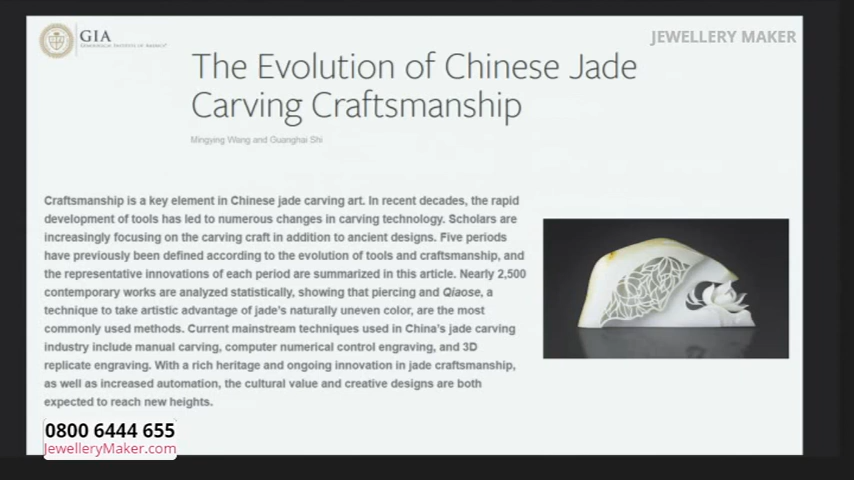 GIA
GEMOLOGICAL INSTITUTE OF AMERICA®
JEWELLERY MAKER
The Evolution of Chinese Jade
Carving Craftsmanship
Mingying Wang and Guanghai Shi
Craftsmanship is a key element in Chinese jade carving art. In recent decades, the rapid
development of tools has led to numerous changes in carving technology. Scholars are
increasingly focusing on the carving craft in addition to ancient designs. Five periods
have previously been defined according to the evolution of tools and craftsmanship, and
the representative innovations of each period are summarized in this article. Nearly 2,500
contemporary works are analyzed statistically, showing that piercing and Qiaose, a
technique to take artistic advantage of jade's naturally uneven color, are the most
commonly used methods. Current mainstream techniques used in China's jade carving
industry include manual carving, computer numerical control engraving, and 3D
replicate engraving. With a rich heritage and ongoing innovation in jade craftsmanship,
as well as increased automation, the cultural value and creative designs are both
expected to reach new heights.
0800 6444 655
JewelleryMaker.com